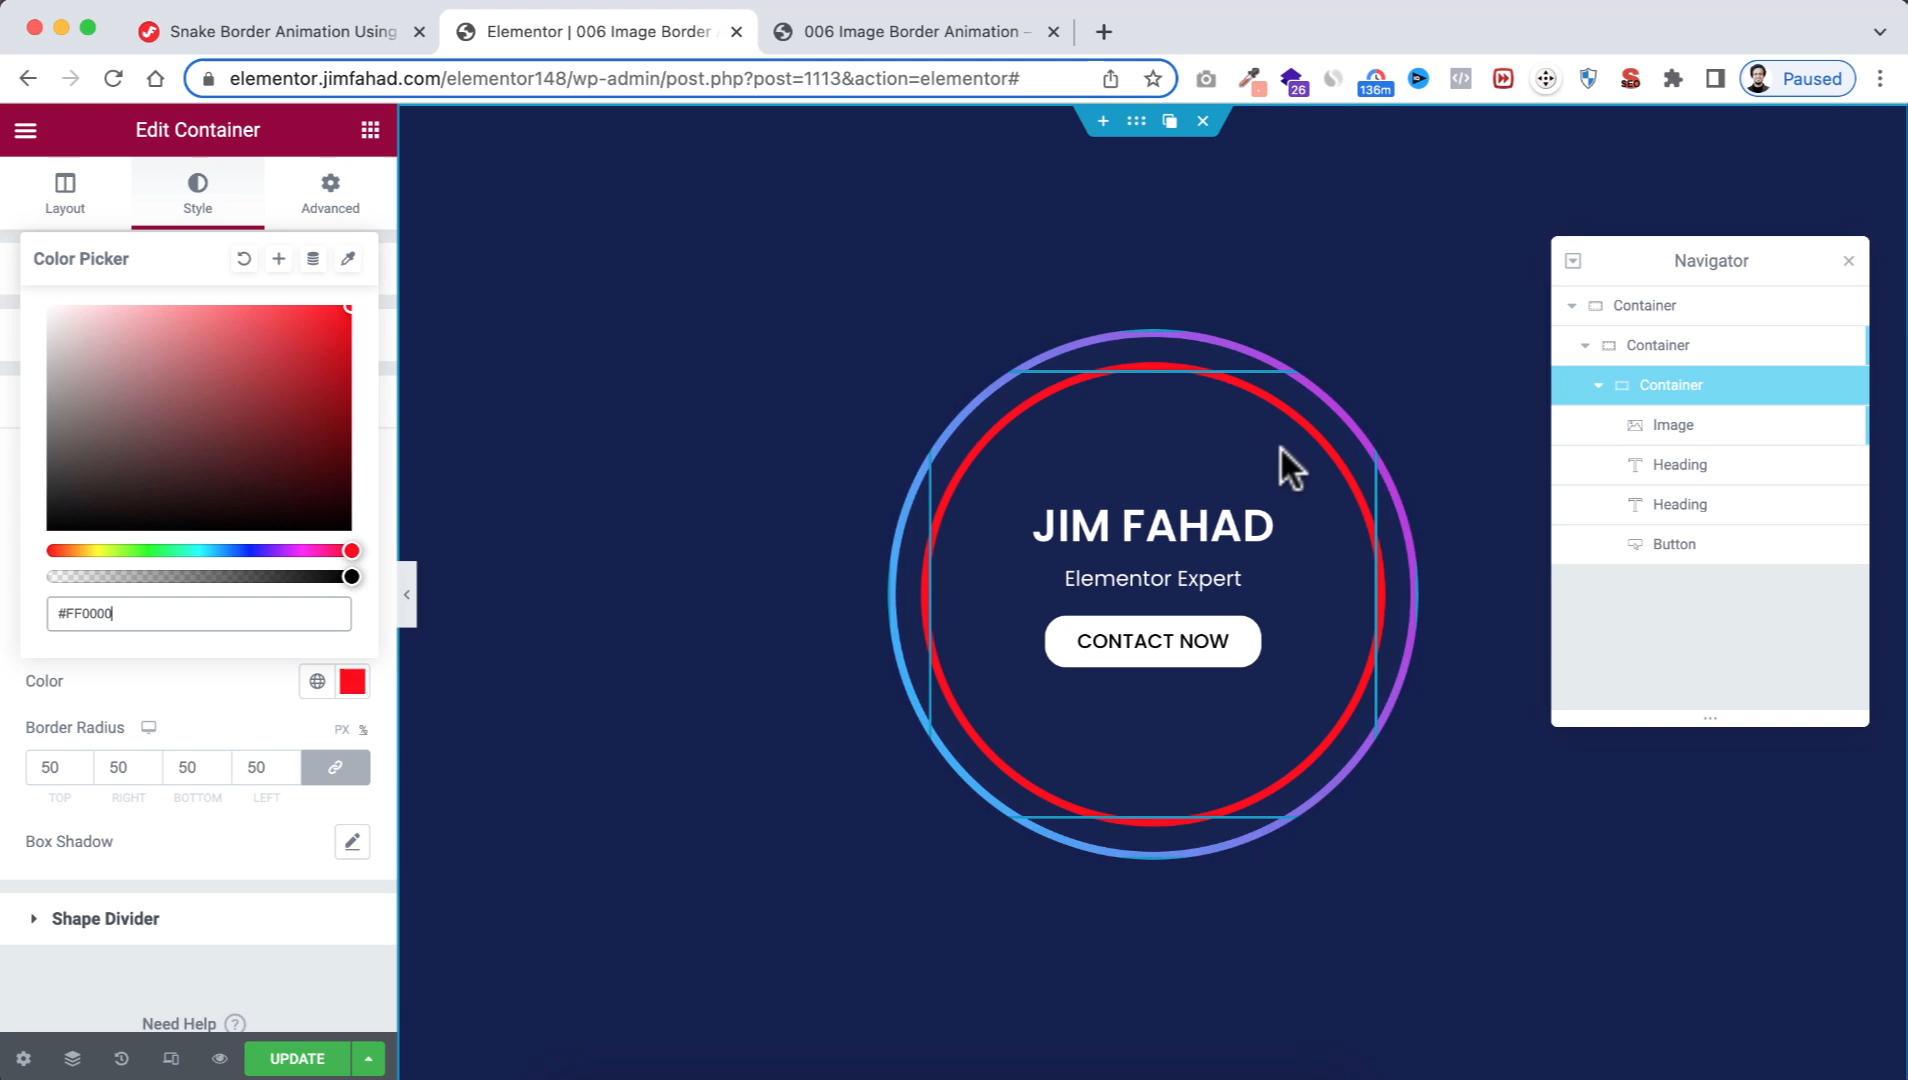 Snake Border Animation Using
Elementor | 006 Image Border
006 Image Border Animation –
elementor.jimfahad.com/elementor148/wp-admin/post.php?post=1113&action=elementor#
26
136m
SEO
Paused
Edit Container
Layout
Style
Advanced
Color Picker
#FF0000
Color
Border Radius
PX %
50 50 50 50
TOP RIGHT BOTTOM LEFT
Box Shadow
Shape Divider
Need Help ?
UPDATE
JIM FAHAD
Elementor Expert
CONTACT NOW
Navigator
Container
Container
Container
Image
Heading
Heading
Button